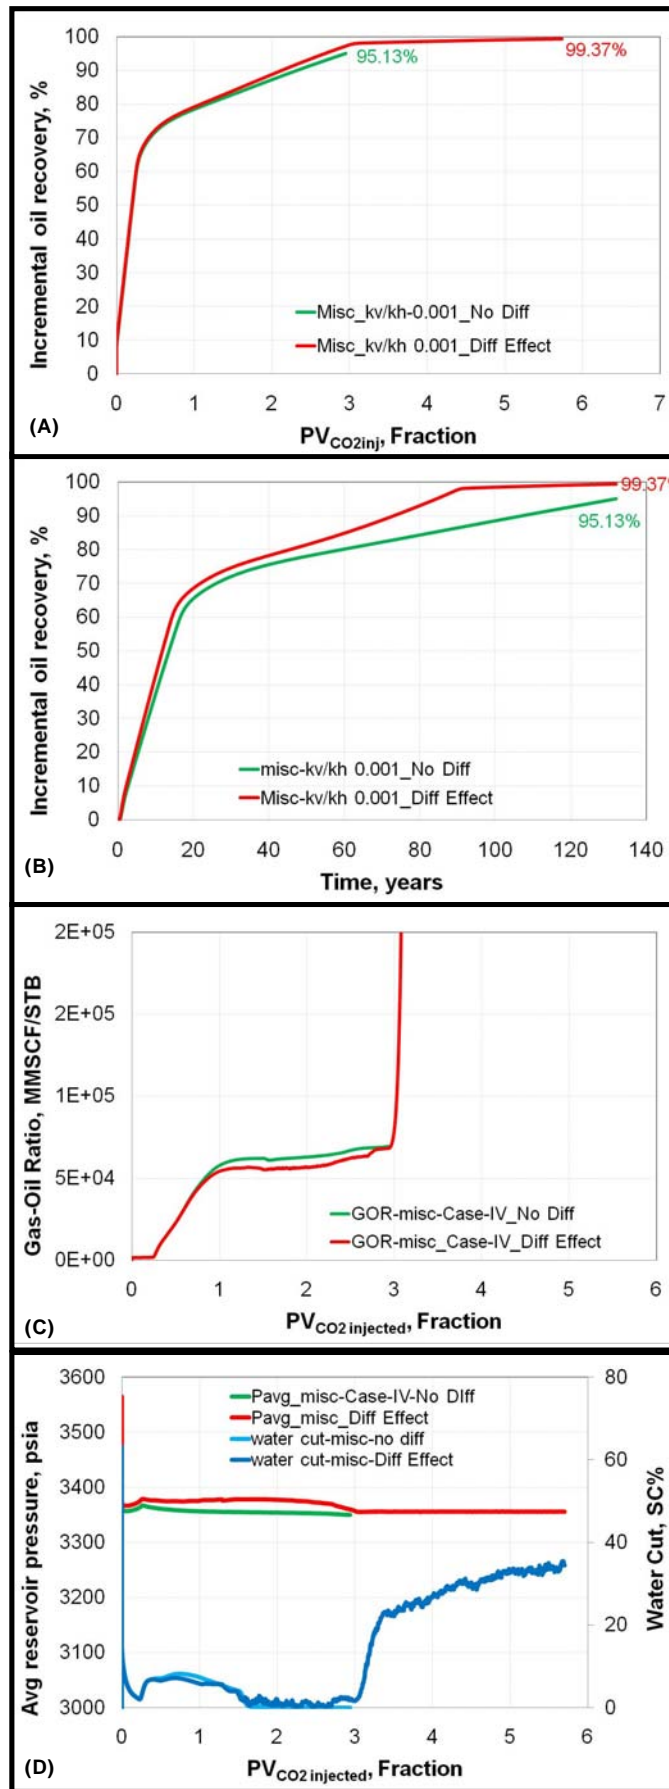 100
90
80
70
60
50
40
30
20
10
0
Incremental oil recovery, %
95.13%
99.37%
Misc_kv/kh-0.001_No Diff
Misc_kv/kh 0.001_Diff Effect
0 1 2 3 4 5 6 7
PVCO2inj, Fraction
(A)
100
90
80
70
60
50
40
30
20
10
0
Incremental oil recovery, %
99.37%
95.13%
misc-kv/kh 0.001_No Diff
Misc-kv/kh 0.001_Diff Effect
0 20 40 60 80 100 120 140
Time, years
(B)
2E+05
2E+05
1E+05
5E+04
0E+00
Gas-Oil Ratio, MMSCF/STB
GOR-misc-Case-IV_No Diff
GOR-misc_Case-IV_Diff Effect
0 1 2 3 4 5 6
PVCO2 injected, Fraction
(C)
3600
3500
3400
3300
3200
3100
3000
Avg reservoir pressure, psia
Pavg_misc-Case-IV-No DIff
Pavg_misc_Diff Effect
water cut-misc-no diff
water cut-misc-Diff Effect
80
60
40
20
0
Water Cut, SC%
0 1 2 3 4 5 6
PVCO2 injected, Fraction
(D)